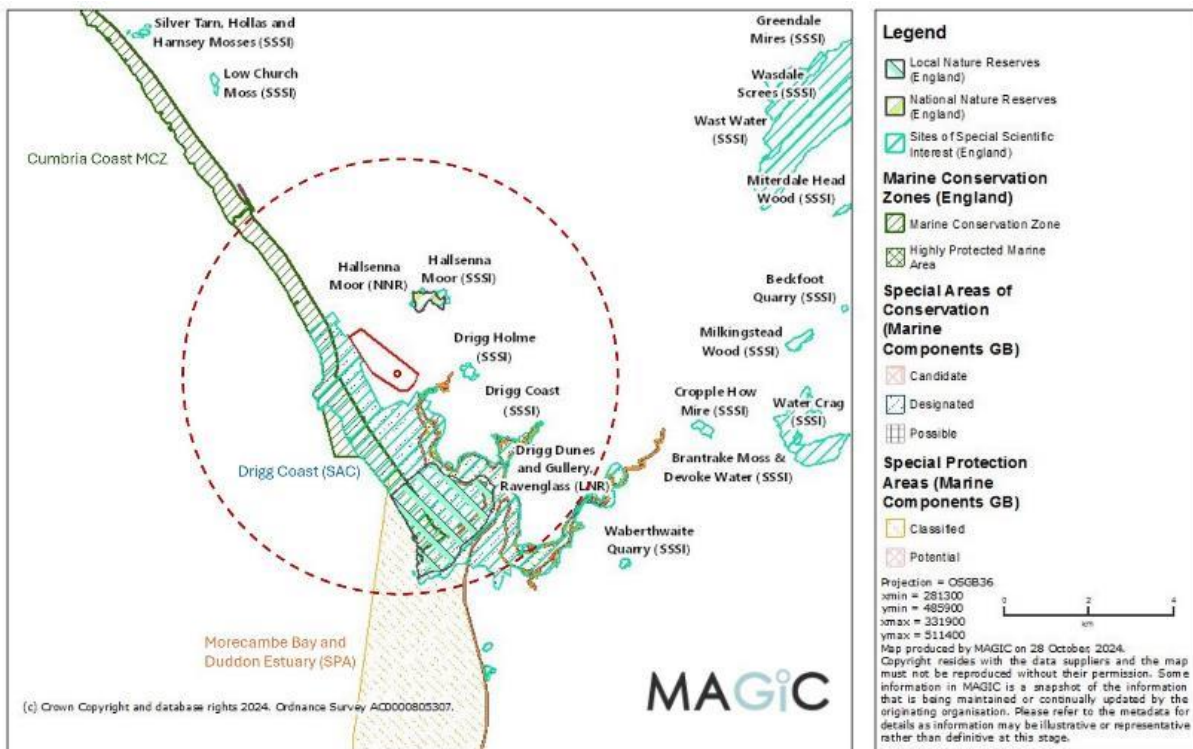 Silver Tarn, Hollas and
Harnsey Mosses (SSSI)
Low Church
Moss (SSSI)
Greendale
Mires (SSSI)
Wasdale
Screes (SSSI)
Wast Water
(SSSI)
Miterdale Head
Wood (SSSI)
Cumbria Coast MCZ
Hallsenna
Moor (NNR)
Hallsenna
Moor (SSSI)
Beckfoot
Quarry (SSSI)
Milkingstead
Wood (SSSI)
Drigg Holme
(SSSI)
Drigg Coast
(SSSI)
Cropple How
Mire (SSSI)
Water Crag
(SSSI)
Drigg Coast (SAC)
Drigg Dunes
and Gullery,
Ravenglass (LNR)
Brantrake Moss &
Devoke Water (SSSI)
Waberthwaite
Quarry (SSSI)
Morecambe Bay and
Duddon Estuary (SPA)
(c) Crown Copyright and database rights 2024. Ordnance Survey AC0000805307.
MAGiC
Legend
Local Nature Reserves
(England)
National Nature Reserves
(England)
Sites of Special Scientific
Interest (England)
Marine Conservation
Zones (England)
Marine Conservation Zone
Highly Protected Marine
Area
Special Areas of
Conservation
(Marine
Components GB)
Candidate
Designated
Possible
Special Protection
Areas (Marine
Components GB)
Classified
Potential
Projection = OSGB36
xmin = 281300
ymin = 485900
xmax = 331900
ymax = 511400
0 2 4
km
Map produced by MAGIC on 28 October, 2024.
Copyright resides with the data suppliers and the map
must not be reproduced without their permission. Some
information in MAGIC is a snapshot of the information
that is being maintained or continually updated by the
originating organisation. Please refer to the metadata for
details as information may be illustrative or representative
rather than definitive at this stage.